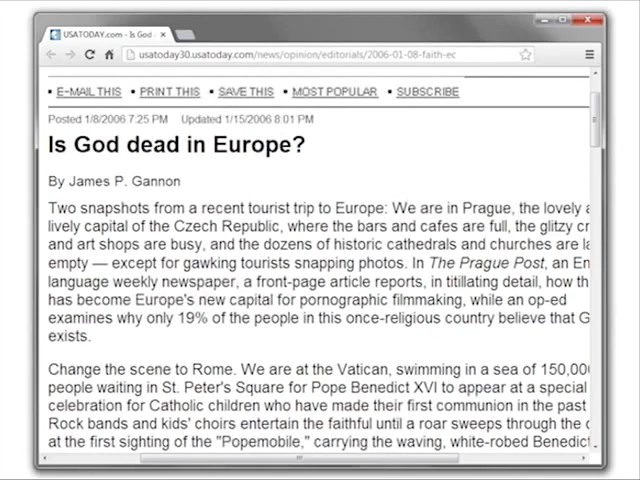 USATODAY.com - Is God
usatoday30.usatoday.com/news/opinion/editorials/2006-01-08-faith-ec
E-MAIL THIS PRINT THIS SAVE THIS MOST POPULAR SUBSCRIBE
Posted 1/8/2006 7:25 PM Updated 1/15/2006 8:01 PM
Is God dead in Europe?
By James P. Gannon
Two snapshots from a recent tourist trip to Europe: We are in Prague, the lovely a
lively capital of the Czech Republic, where the bars and cafes are full, the glitzy cr
and art shops are busy, and the dozens of historic cathedrals and churches are la
empty — except for gawking tourists snapping photos. In The Prague Post, an En
language weekly newspaper, a front-page article reports, in titillating detail, how th
has become Europe's new capital for pornographic filmmaking, while an op-ed
examines why only 19% of the people in this once-religious country believe that G
exists.
Change the scene to Rome. We are at the Vatican, swimming in a sea of 150,000
people waiting in St. Peter's Square for Pope Benedict XVI to appear at a special
celebration for Catholic children who have made their first communion in the past
Rock bands and kids' choirs entertain the faithful until a roar sweeps through the c
at the first sighting of the "Popemobile," carrying the waving, white-robed Benedict